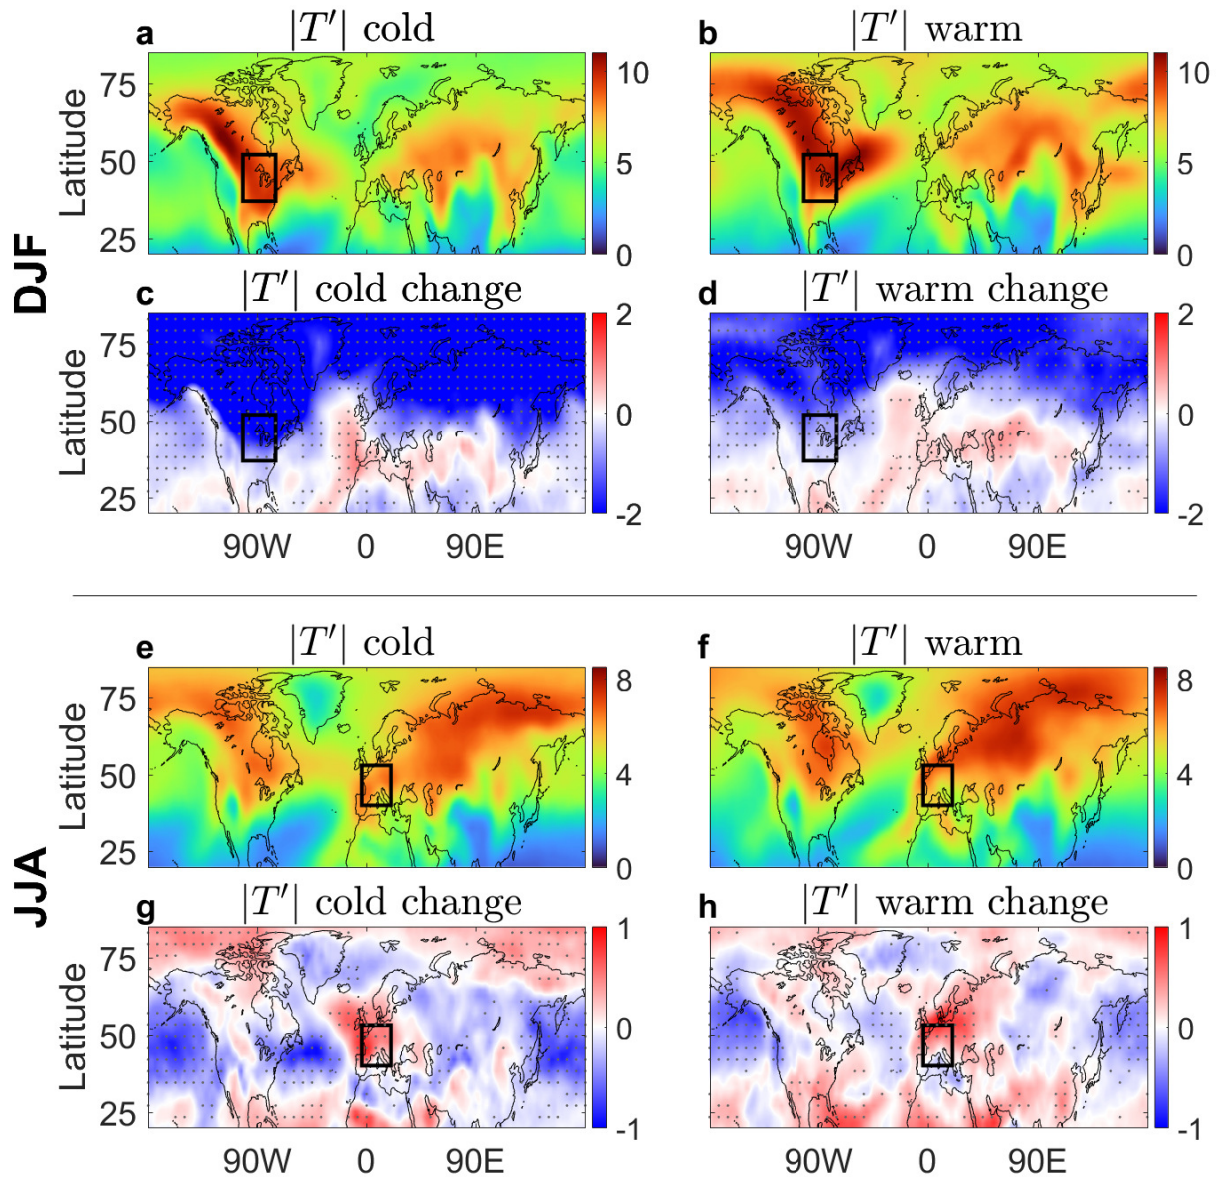 a |T′| cold
b |T′| warm
Latitude
75
50
25
10
5
0
10
5
0
DJF
c |T′| cold change
d |T′| warm change
Latitude
75
50
25
2
0
-2
2
0
-2
90W 0 90E
90W 0 90E
e |T′| cold
f |T′| warm
Latitude
75
50
25
8
4
0
8
4
0
JJA
g |T′| cold change
h |T′| warm change
Latitude
75
50
25
1
0
-1
1
0
-1
90W 0 90E
90W 0 90E